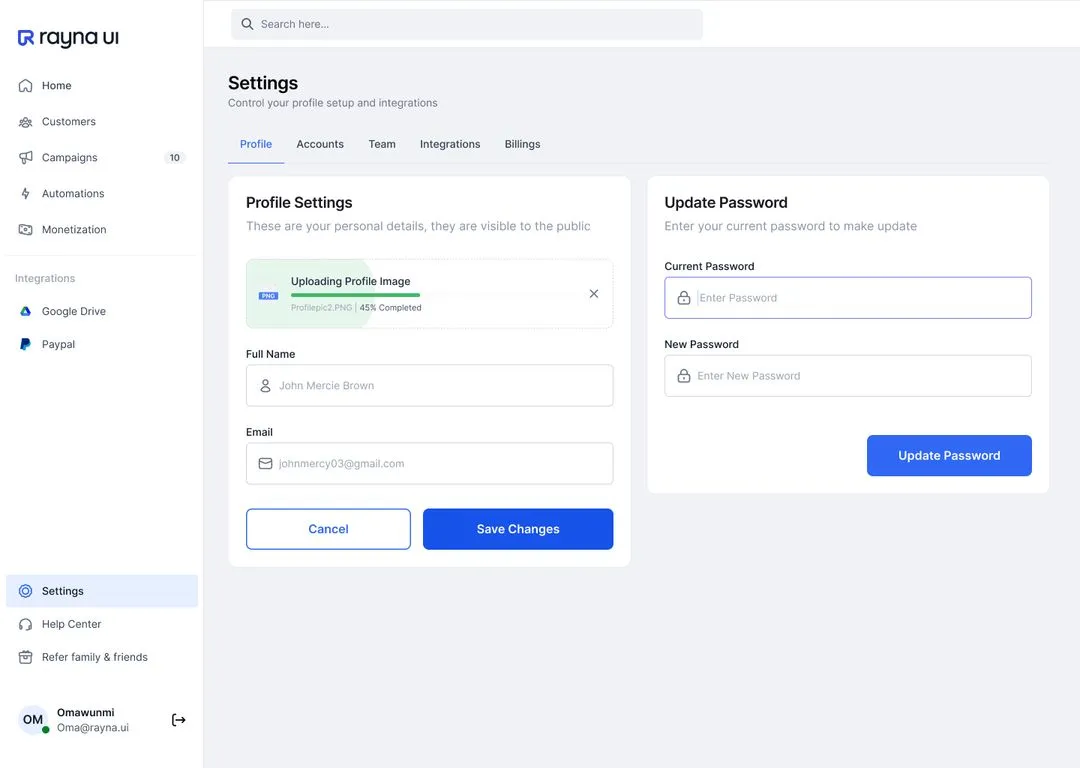 rayna UI
Search here...
Home
Customers
Campaigns 10
Automations
Monetization
Integrations
Google Drive
Paypal
Settings
Help Center
Refer family & friends
OM
Omawunmi
Oma@rayna.ui
Settings
Control your profile setup and integrations
Profile Accounts Team Integrations Billings
Profile Settings
These are your personal details, they are visible to the public
PNG
Uploading Profile Image
Profilepic2.PNG | 45% Completed
Full Name
John Mercie Brown
Email
johnmercy03@gmail.com
Cancel
Save Changes
Update Password
Enter your current password to make update
Current Password
Enter Password
New Password
Enter New Password
Update Password